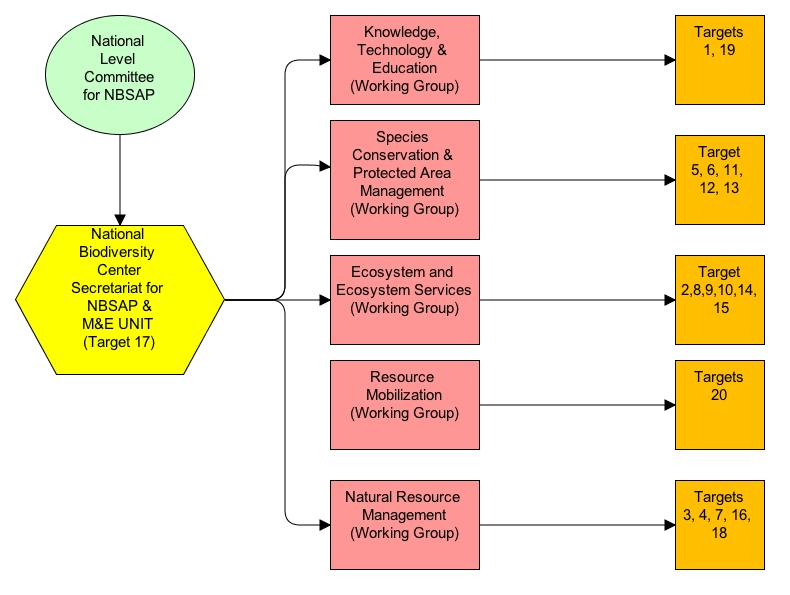 National
Level
Committee
for NBSAP
National
Biodiversity
Center
Secretariat for
NBSAP &
M&E UNIT
(Target 17)
Knowledge,
Technology &
Education
(Working Group)
Targets
1, 19
Species
Conservation &
Protected Area
Management
(Working Group)
Target
5, 6, 11,
12, 13
Ecosystem and
Ecosystem Services
(Working Group)
Target
2,8,9,10,14,
15
Resource
Mobilization
(Working Group)
Targets
20
Natural Resource
Management
(Working Group)
Targets
3, 4, 7, 16,
18